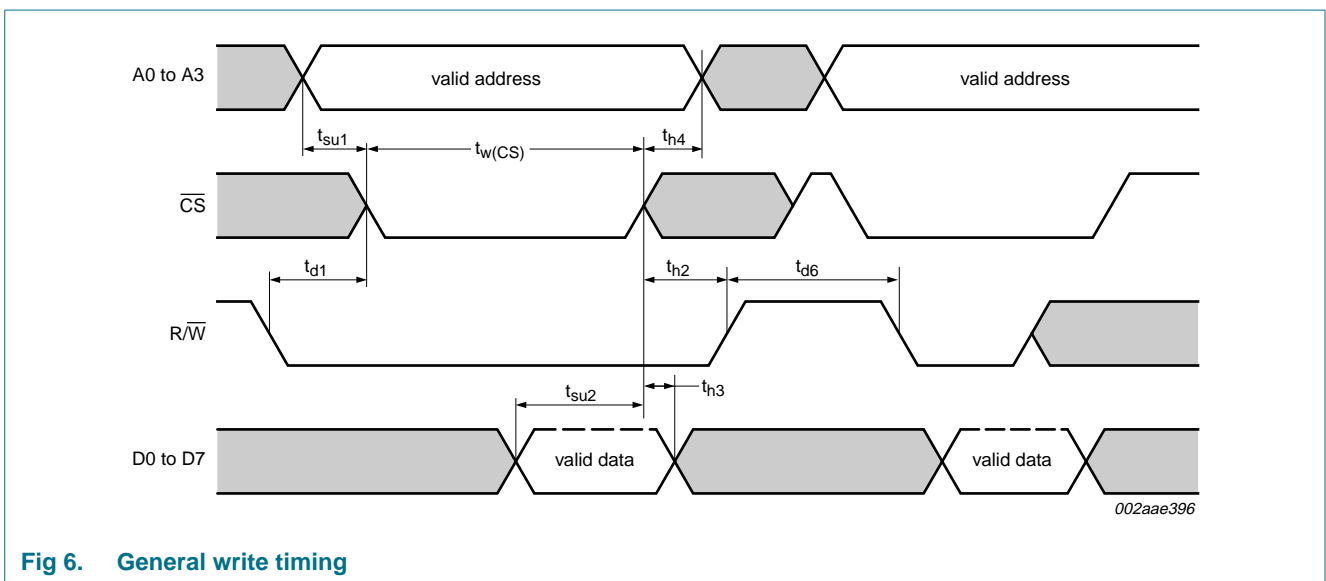 A0 to A3
valid address
valid address
tsu1
tw(CS)
th4
CS
td1
th2
td6
R/W
tsu2
th3
D0 to D7
valid data
valid data
002aae396
Fig 6. General write timing